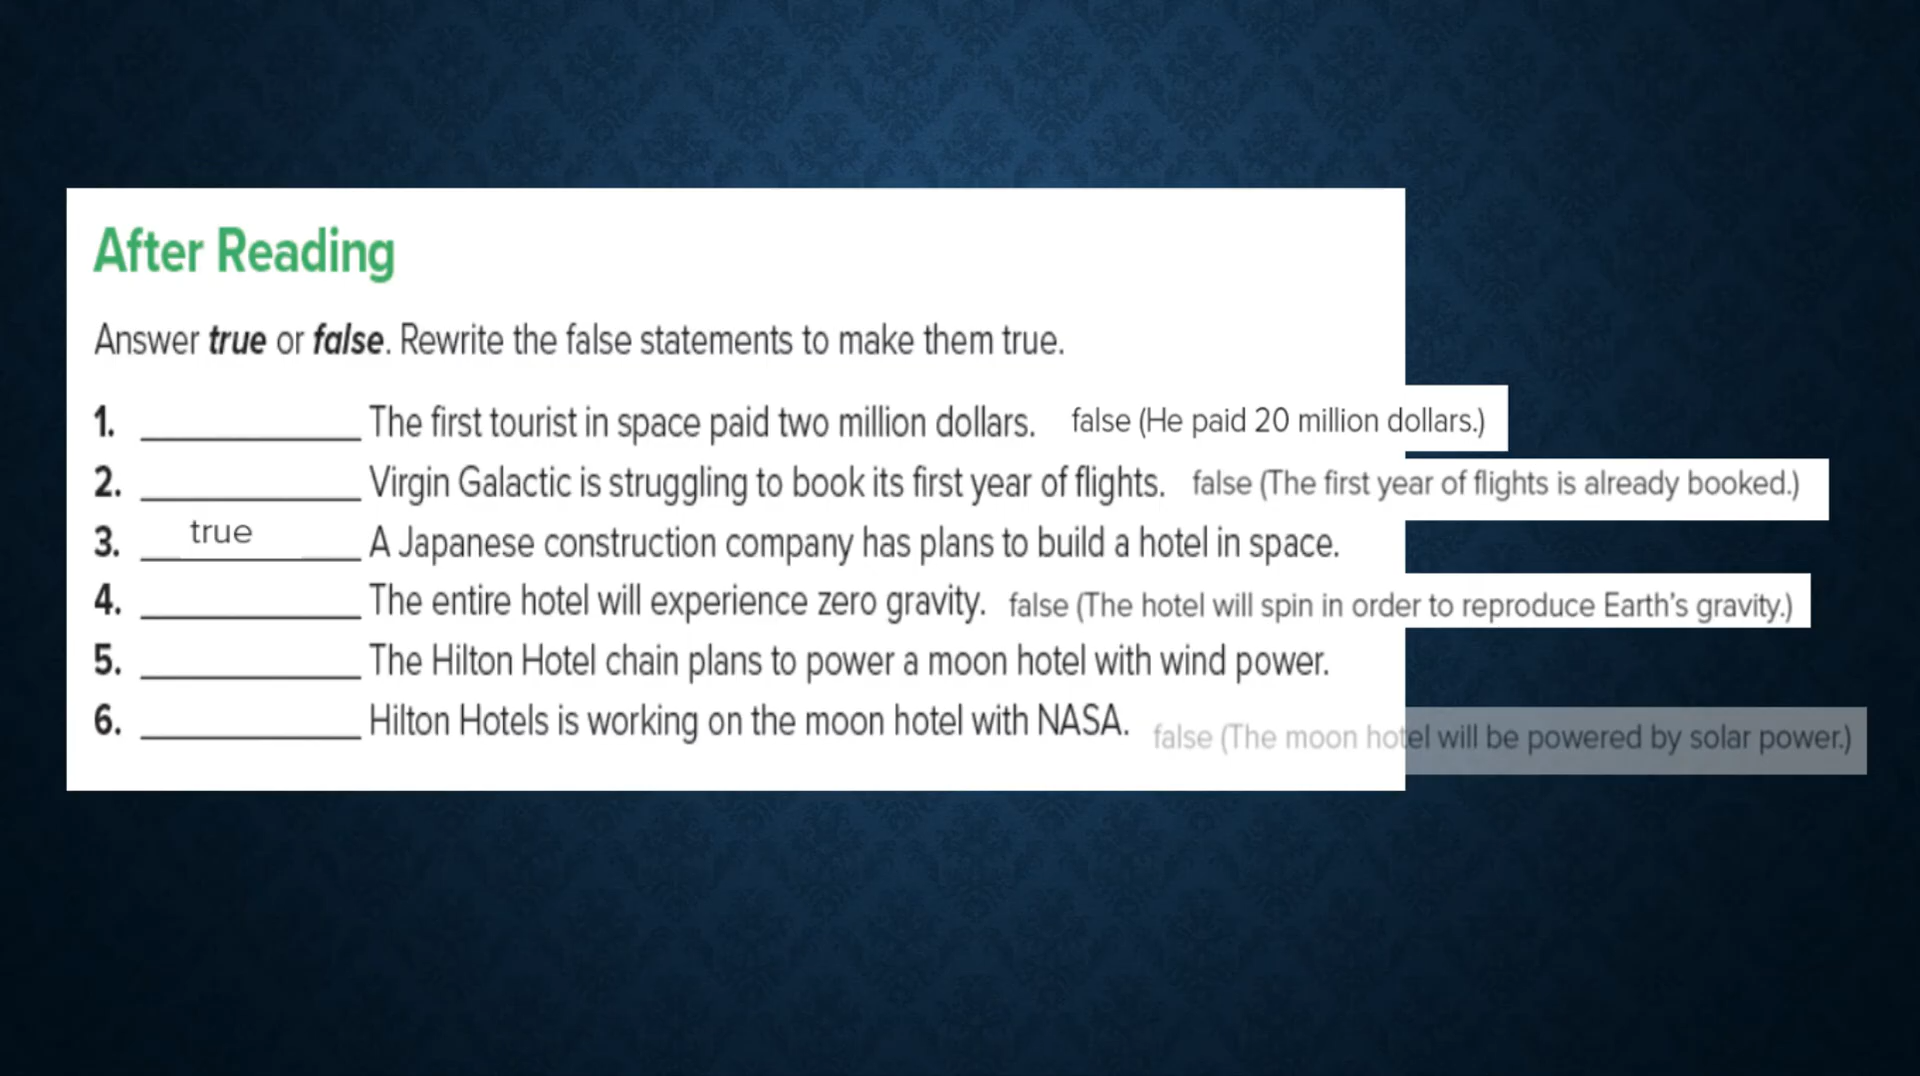 After Reading
Answer true or false. Rewrite the false statements to make them true.
1. ____________ The first tourist in space paid two million dollars. false (He paid 20 million dollars.)
2. ____________ Virgin Galactic is struggling to book its first year of flights. false (The first year of flights is already booked.)
3. __true__ A Japanese construction company has plans to build a hotel in space.
4. ____________ The entire hotel will experience zero gravity. false (The hotel will spin in order to reproduce Earth's gravity.)
5. ____________ The Hilton Hotel chain plans to power a moon hotel with wind power.
6. ____________ Hilton Hotels is working on the moon hotel with NASA. false (The moon hotel will be powered by solar power.)